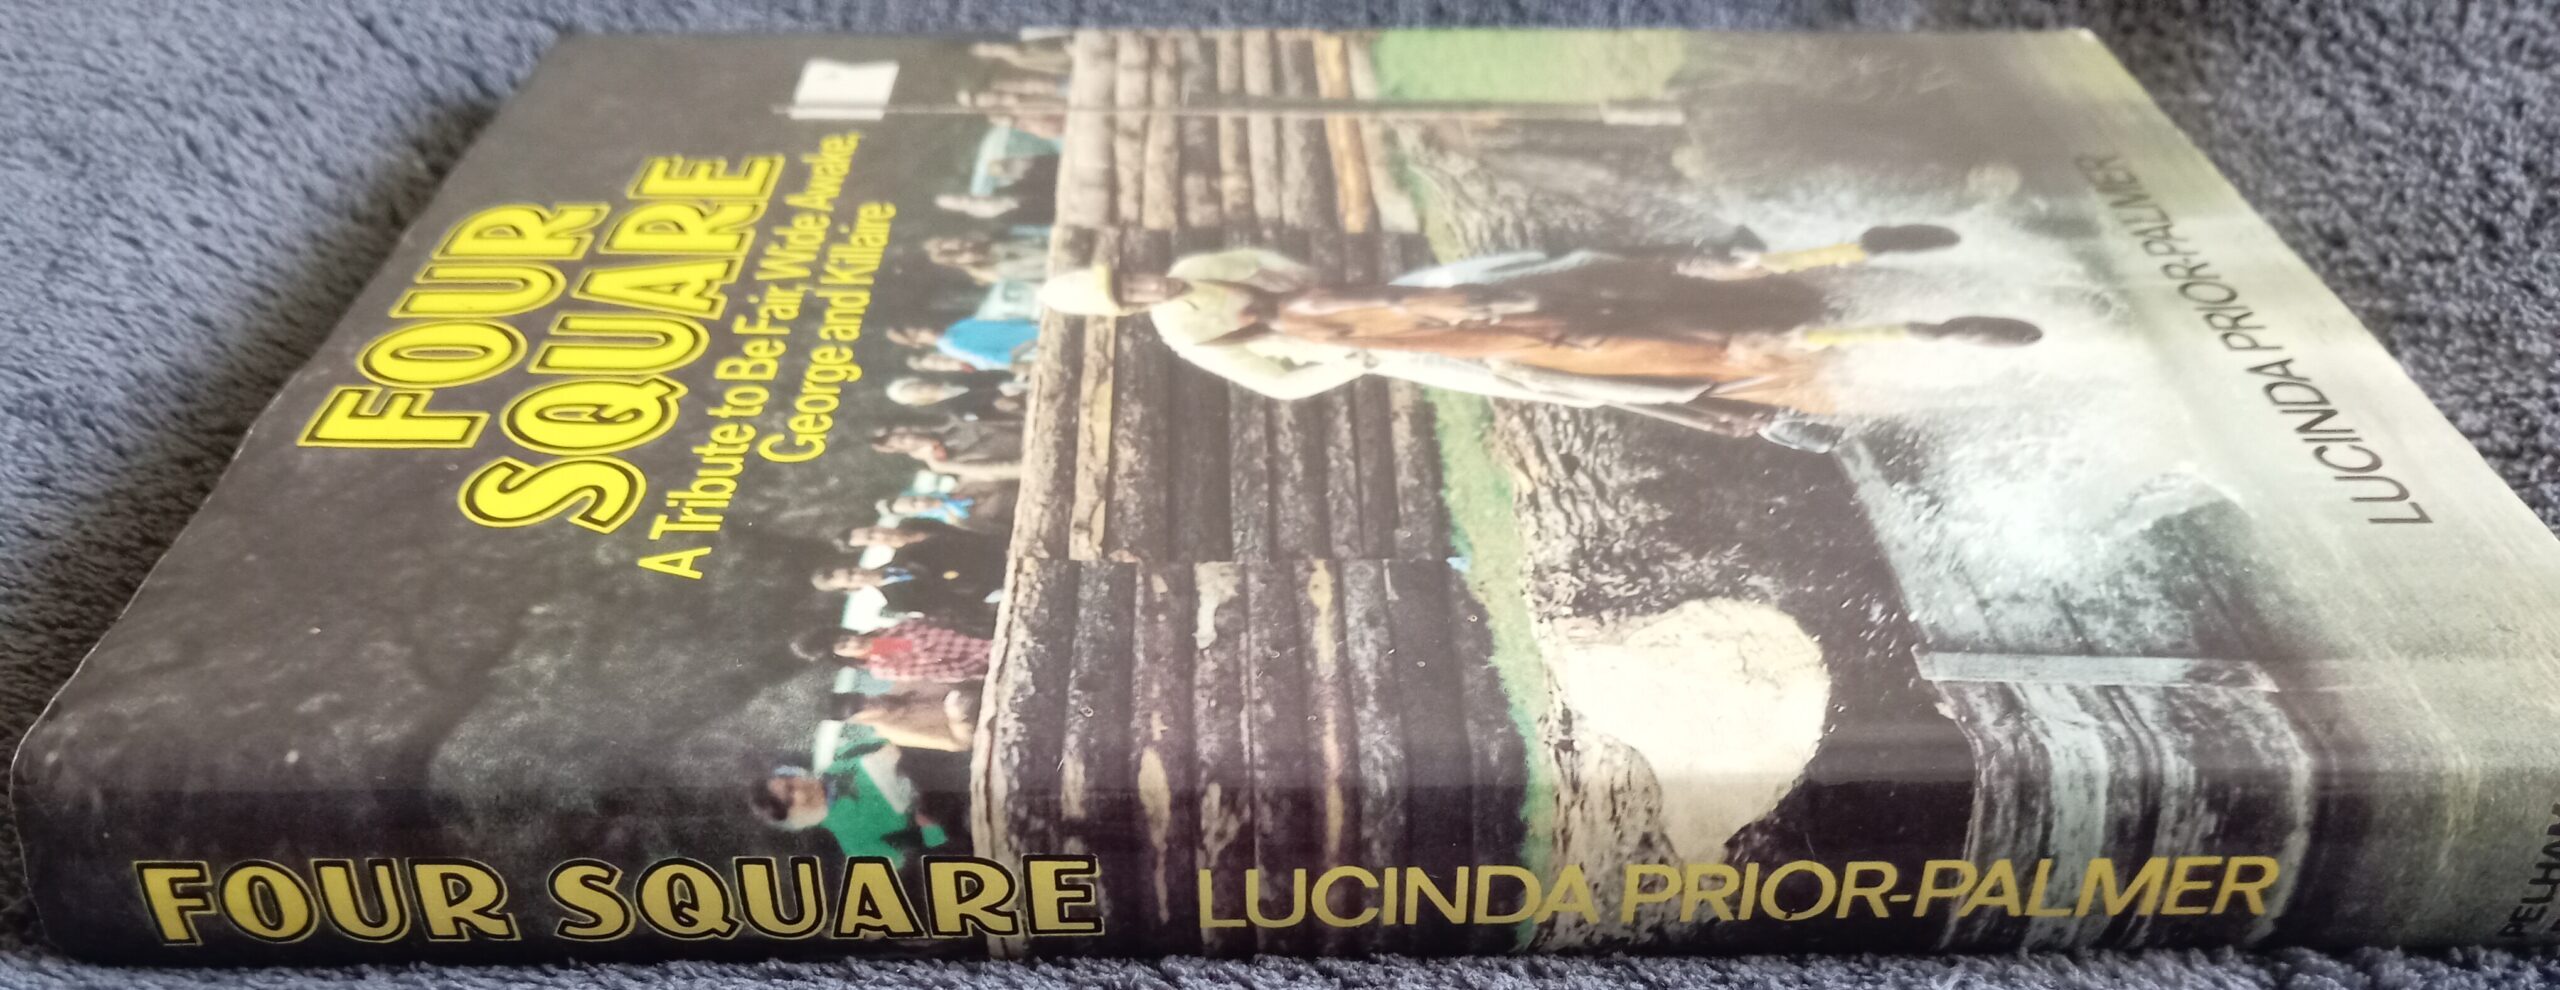 FOUR
SQUARE
A Tribute to Be Fair, Wide Awake,
George and Killaire
LUCINDA PRIOR-PALMER
FOUR SQUARE LUCINDA PRIOR-PALMER
PELHAM